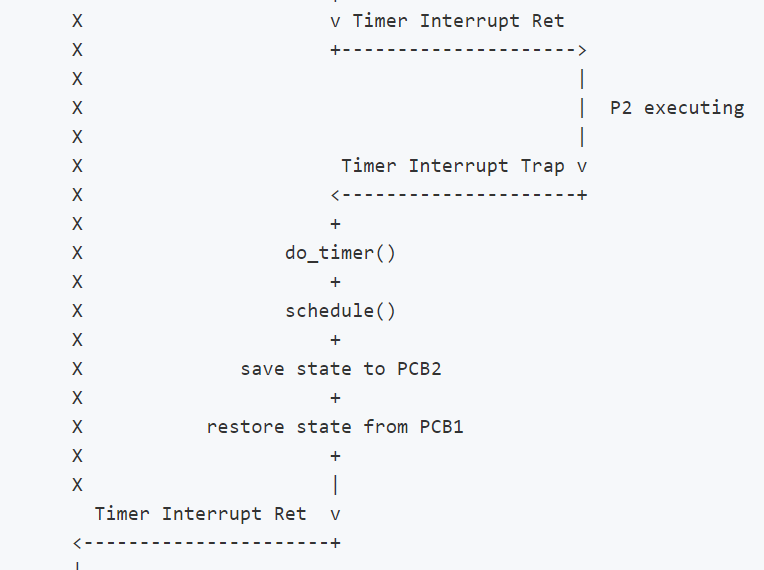 X                      v Timer Interrupt Ret
X                      +--------------------->
X                                            |
X                                            |  P2 executing
X                                            |
X                       Timer Interrupt Trap v
X                      <---------------------+
X                      +
X                  do_timer()
X                      +
X                  schedule()
X                      +
X              save state to PCB2
X                      +
X           restore state from PCB1
X                      +
X                      |
  Timer Interrupt Ret  v
<----------------------+